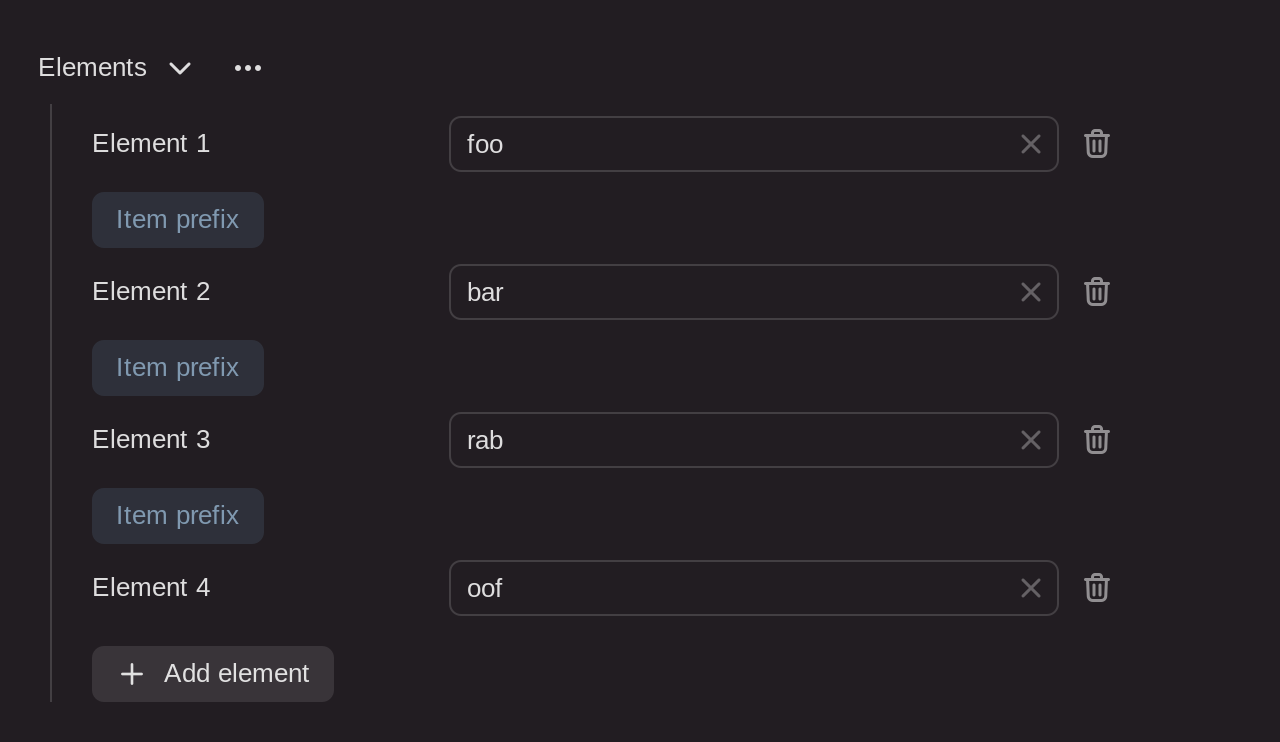 Elements
Element 1 foo
Item prefix
Element 2 bar
Item prefix
Element 3 rab
Item prefix
Element 4 oof
Add element